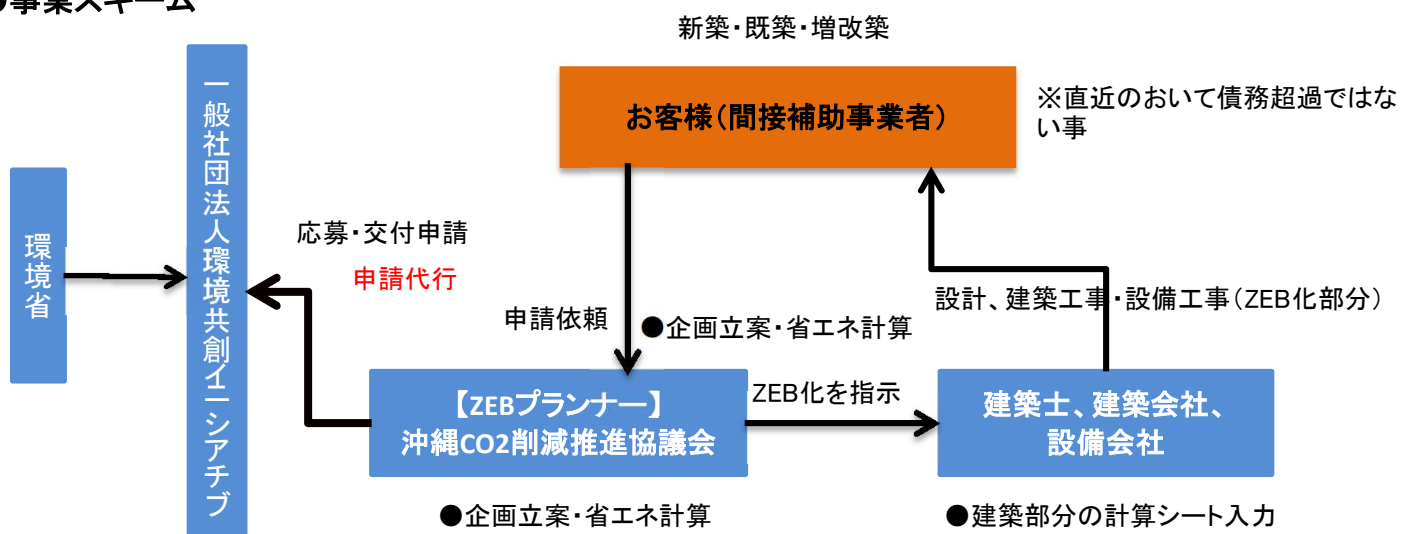 ●事業スキーム
新築・既築・増改築
お客様（間接補助事業者）
※直近のおいて債務超過ではな
い事
環境省
一般社団法人環境共創イニシアチブ
応募・交付申請
申請代行
申請依頼
●企画立案・省エネ計算
設計、建築工事・設備工事（ZEB化部分）
【ZEBプランナー】
沖縄CO2削減推進協議会
ZEB化を指示
建築士、建築会社、
設備会社
●企画立案・省エネ計算
●建築部分の計算シート入力